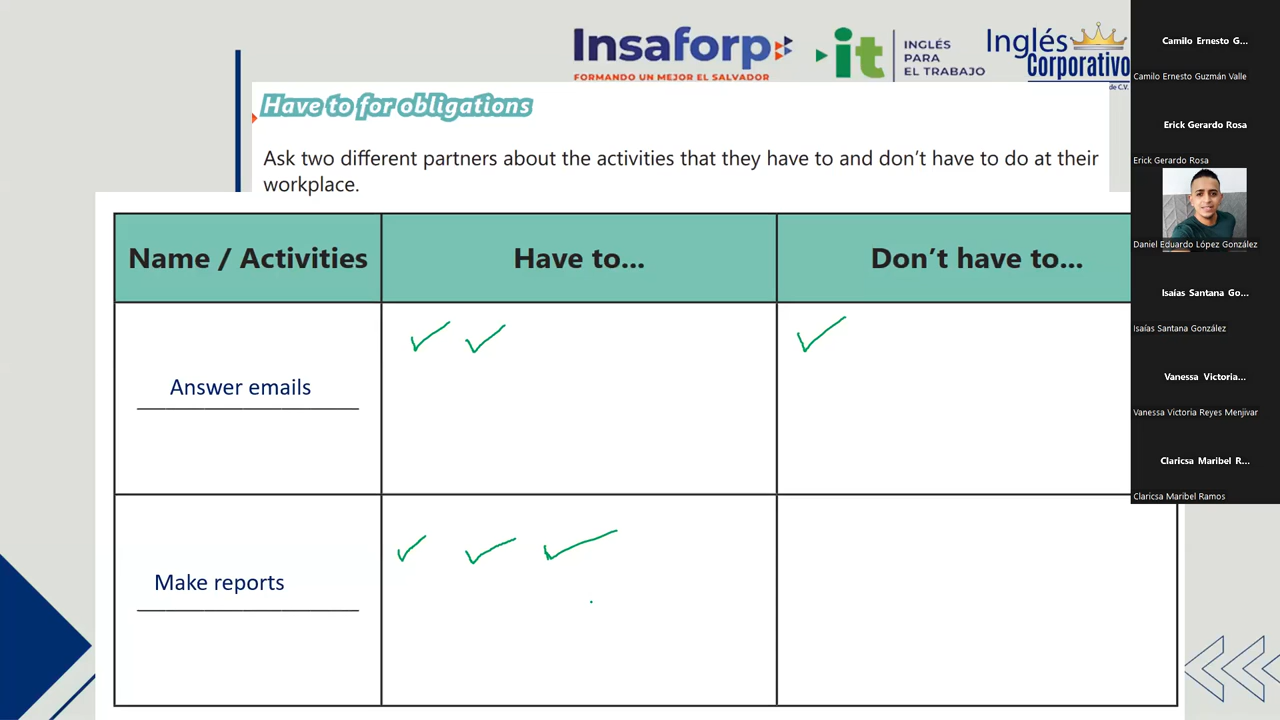 Insaforp
FORMANDO UN MEJOR EL SALVADOR
it
INGLÉS
PARA
EL TRABAJO
Inglés
Corporativo
de C.V.
Have to for obligations
Ask two different partners about the activities that they have to and don't have to do at their
workplace.
Name / Activities
Have to...
Don't have to...
Answer emails
Make reports
Camilo Ernesto G...
Camilo Ernesto Guzmán Valle
Erick Gerardo Rosa
Erick Gerardo Rosa
Daniel Eduardo López González
Isaías Santana Go...
Isaías Santana González
Vanessa Victoria...
Vanessa Victoria Reyes Menjivar
Claricsa Maribel R...
Claricsa Maribel Ramos